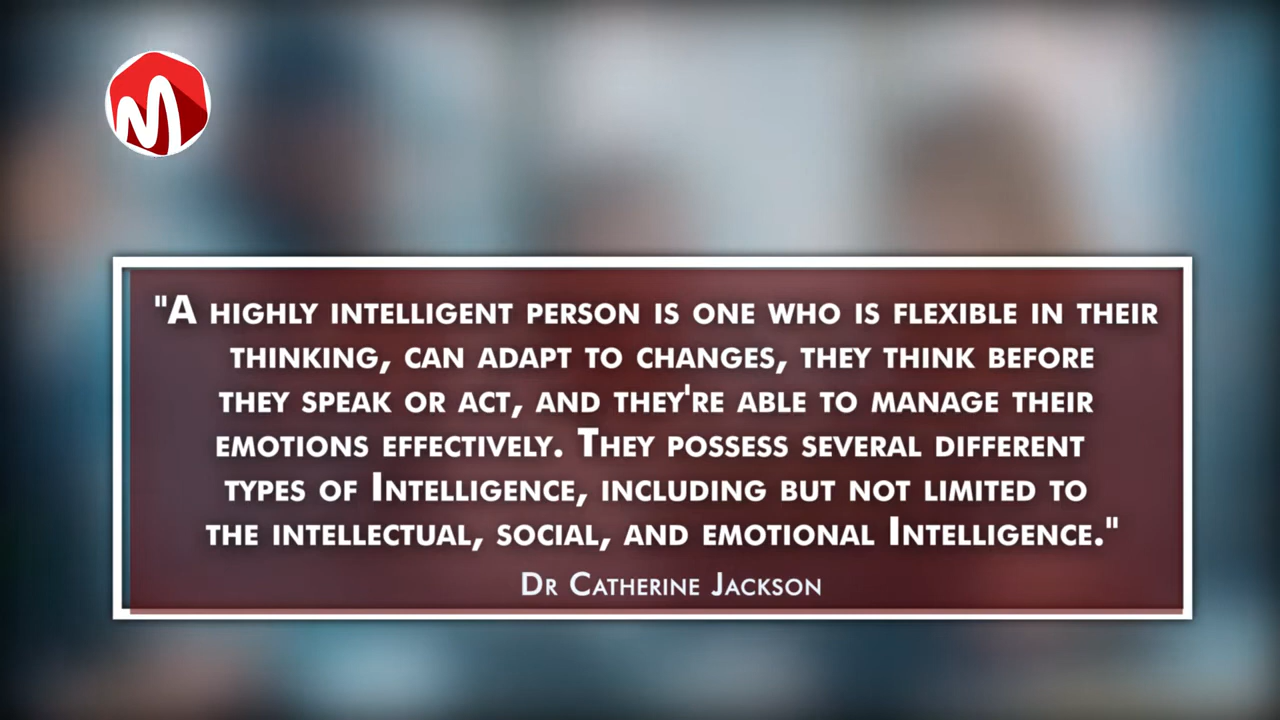 "A HIGHLY INTELLIGENT PERSON IS ONE WHO IS FLEXIBLE IN THEIR
THINKING, CAN ADAPT TO CHANGES, THEY THINK BEFORE
THEY SPEAK OR ACT, AND THEY'RE ABLE TO MANAGE THEIR
EMOTIONS EFFECTIVELY. THEY POSSESS SEVERAL DIFFERENT
TYPES OF INTELLIGENCE, INCLUDING BUT NOT LIMITED TO
THE INTELLECTUAL, SOCIAL, AND EMOTIONAL INTELLIGENCE."
DR CATHERINE JACKSON